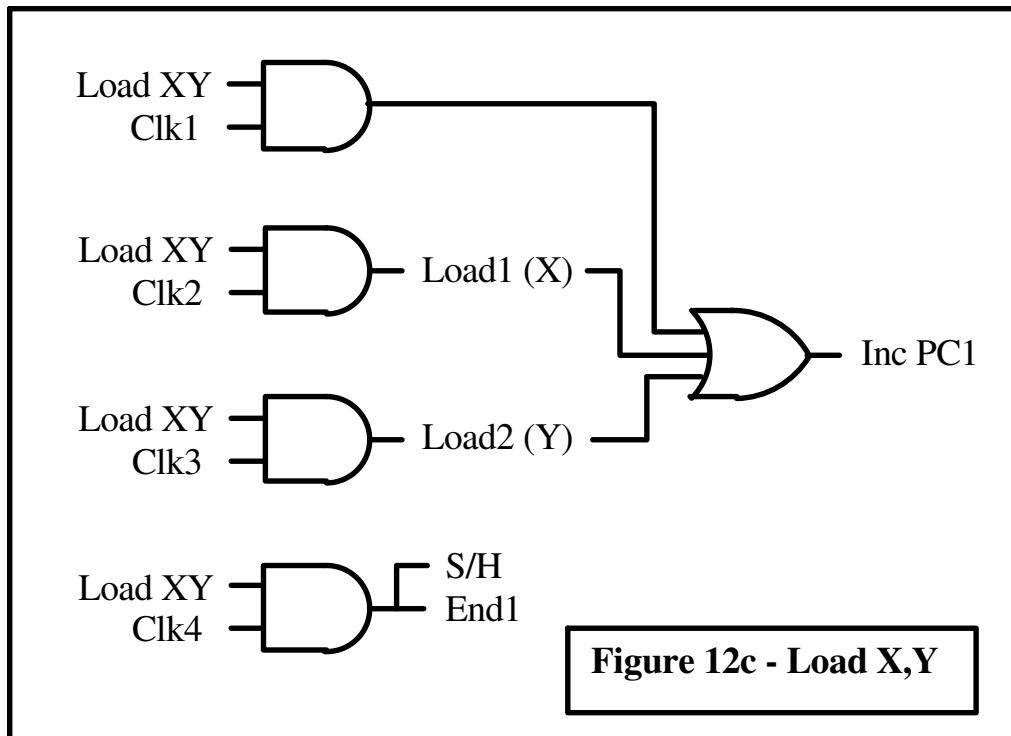 Load XY
Clk1
Load XY
Clk2
Load1 (X)
Inc PC1
Load XY
Clk3
Load2 (Y)
Load XY
Clk4
S/H
End1
Figure 12c - Load X,Y